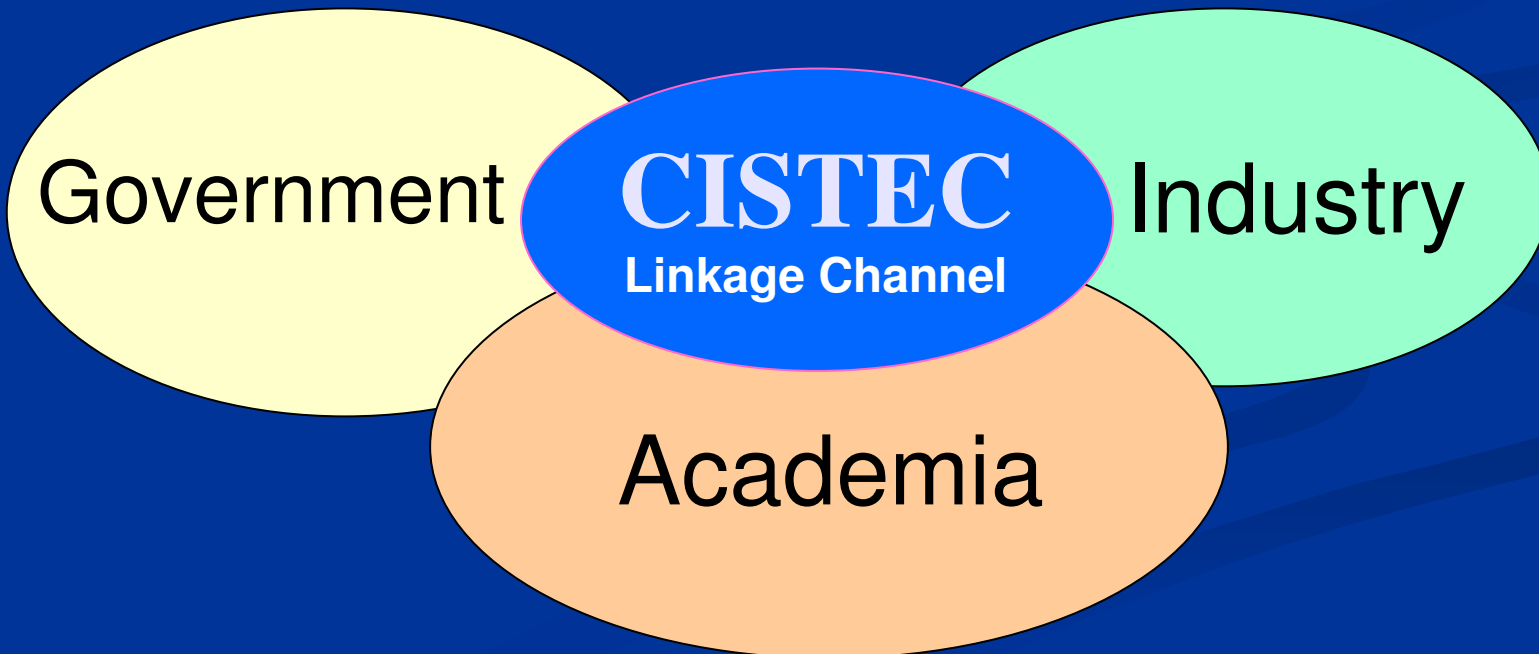 Government
CISTEC
Linkage Channel
Industry
Academia